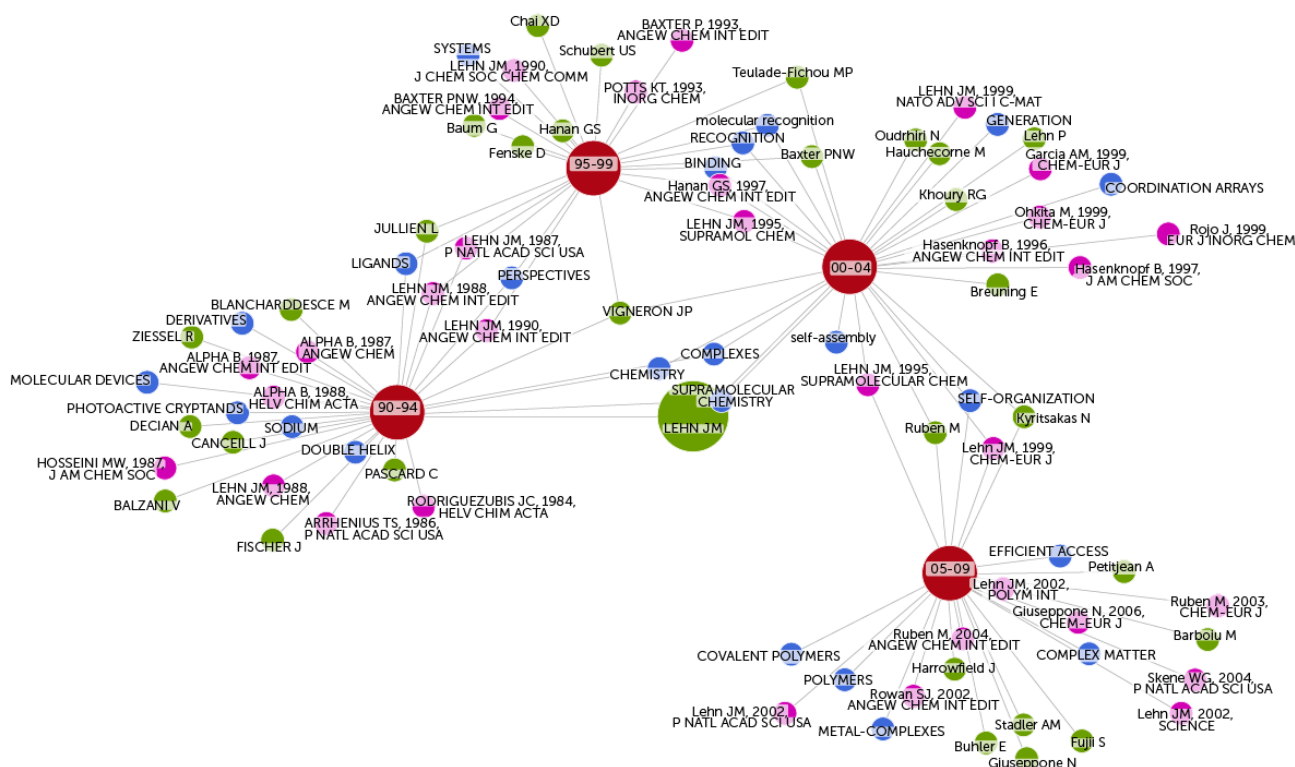 Chai XD
BAXTER P, 1993,
ANGEW CHEM INT EDIT
SYSTEMS
Schubert US
LEHN JM, 1990,
J CHEM SOC CHEM COMM
Teulade-Fichou MP
POTTS KT, 1993,
INORG CHEM
BAXTER PNW, 1994,
ANGEW CHEM INT EDIT
LEHN JM, 1999,
NATO ADV SCI I C-MAT
Baum G
Hanan GS
molecular recognition
GENERATION
RECOGNITION
Oudrhiri N
Lehn P
Fenske D
Baxter PNW
Hauchecorne M
Garcia AM, 1999,
CHEM-EUR J
95-99
BINDING
Hanan GS, 1997,
ANGEW CHEM INT EDIT
Khoury RG
COORDINATION ARRAYS
LEHN JM, 1995,
SUPRAMOL CHEM
Ohkita M, 1999,
CHEM-EUR J
JULLIEN L
Rojo J, 1999,
EUR J INORG CHEM
LEHN JM, 1987,
P NATL ACAD SCI USA
Hasenknopf B, 1996,
ANGEW CHEM INT EDIT
LIGANDS
00-04
Hasenknopf B, 1997,
J AM CHEM SOC
PERSPECTIVES
LEHN JM, 1988,
ANGEW CHEM INT EDIT
Breuning E
BLANCHARDDESCE M
VIGNERON JP
DERIVATIVES
LEHN JM, 1990,
ANGEW CHEM INT EDIT
ZIESSEL R
ALPHA B, 1987,
ANGEW CHEM
self-assembly
ALPHA B, 1987,
ANGEW CHEM INT EDIT
COMPLEXES
CHEMISTRY
LEHN JM, 1995,
SUPRAMOLECULAR CHEM
MOLECULAR DEVICES
ALPHA B, 1988,
HELV CHIM ACTA
SUPRAMOLECULAR
CHEMISTRY
SELF-ORGANIZATION
PHOTOACTIVE CRYPTANDS
90-94
DECIAN A
SODIUM
LEHN JM
Kyritsakas N
CANCEILL J
Ruben M
DOUBLE HELIX
Lehn JM, 1999,
CHEM-EUR J
HOSSEINI MW, 1987,
J AM CHEM SOC
PASCARD C
LEHN JM, 1988,
ANGEW CHEM
BALZANI V
RODRIGUEZUBIS JC, 1984,
HELV CHIM ACTA
ARRHENIUS TS, 1986,
P NATL ACAD SCI USA
FISCHER J
EFFICIENT ACCESS
05-09
Petitjean A
Lehn JM, 2002,
POLYM INT
Ruben M, 2003,
CHEM-EUR J
Giuseppone N, 2006,
CHEM-EUR J
Ruben M, 2004,
ANGEW CHEM INT EDIT
Barboiu M
COVALENT POLYMERS
COMPLEX MATTER
Harrowfield J
POLYMERS
Skene WG, 2004,
P NATL ACAD SCI USA
Rowan SJ, 2002,
ANGEW CHEM INT EDIT
Lehn JM, 2002,
P NATL ACAD SCI USA
Lehn JM, 2002,
SCIENCE
METAL-COMPLEXES
Stadler AM
Buhler E
Fujii S
Giuseppone N